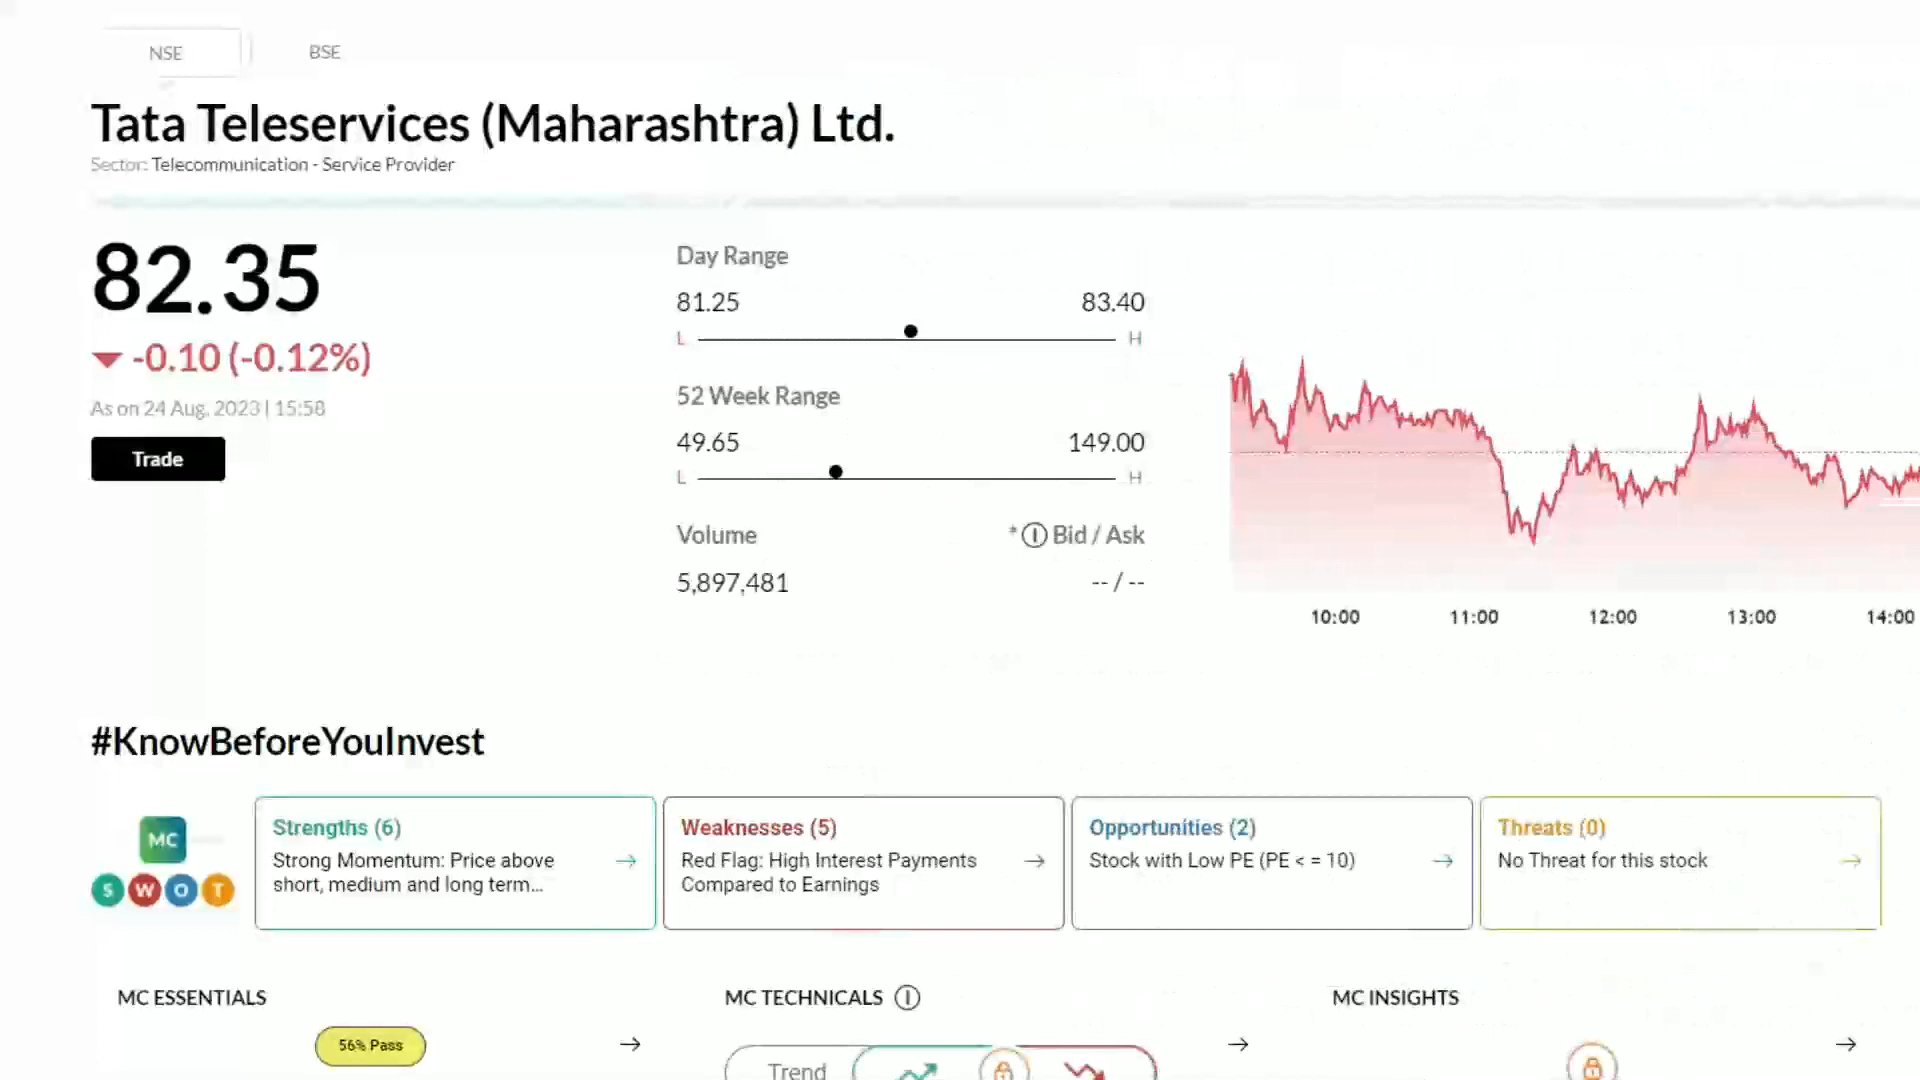 NSE
BSE
Tata Teleservices (Maharashtra) Ltd.
Sector: Telecommunication - Service Provider
82.35
-0.10 (-0.12%)
As on 24 Aug, 2023 | 15:58
Trade
Day Range
81.25 83.40
L H
52 Week Range
49.65 149.00
L H
Volume * Bid / Ask
5,897,481 -- / --
10:00 11:00 12:00 13:00 14:00
#KnowBeforeYouInvest
MC
S W O T
Strengths (6)
Strong Momentum: Price above
short, medium and long term...
Weaknesses (5)
Red Flag: High Interest Payments
Compared to Earnings
Opportunities (2)
Stock with Low PE (PE < = 10)
Threats (0)
No Threat for this stock
MC ESSENTIALS
56% Pass
MC TECHNICALS
Trend
MC INSIGHTS